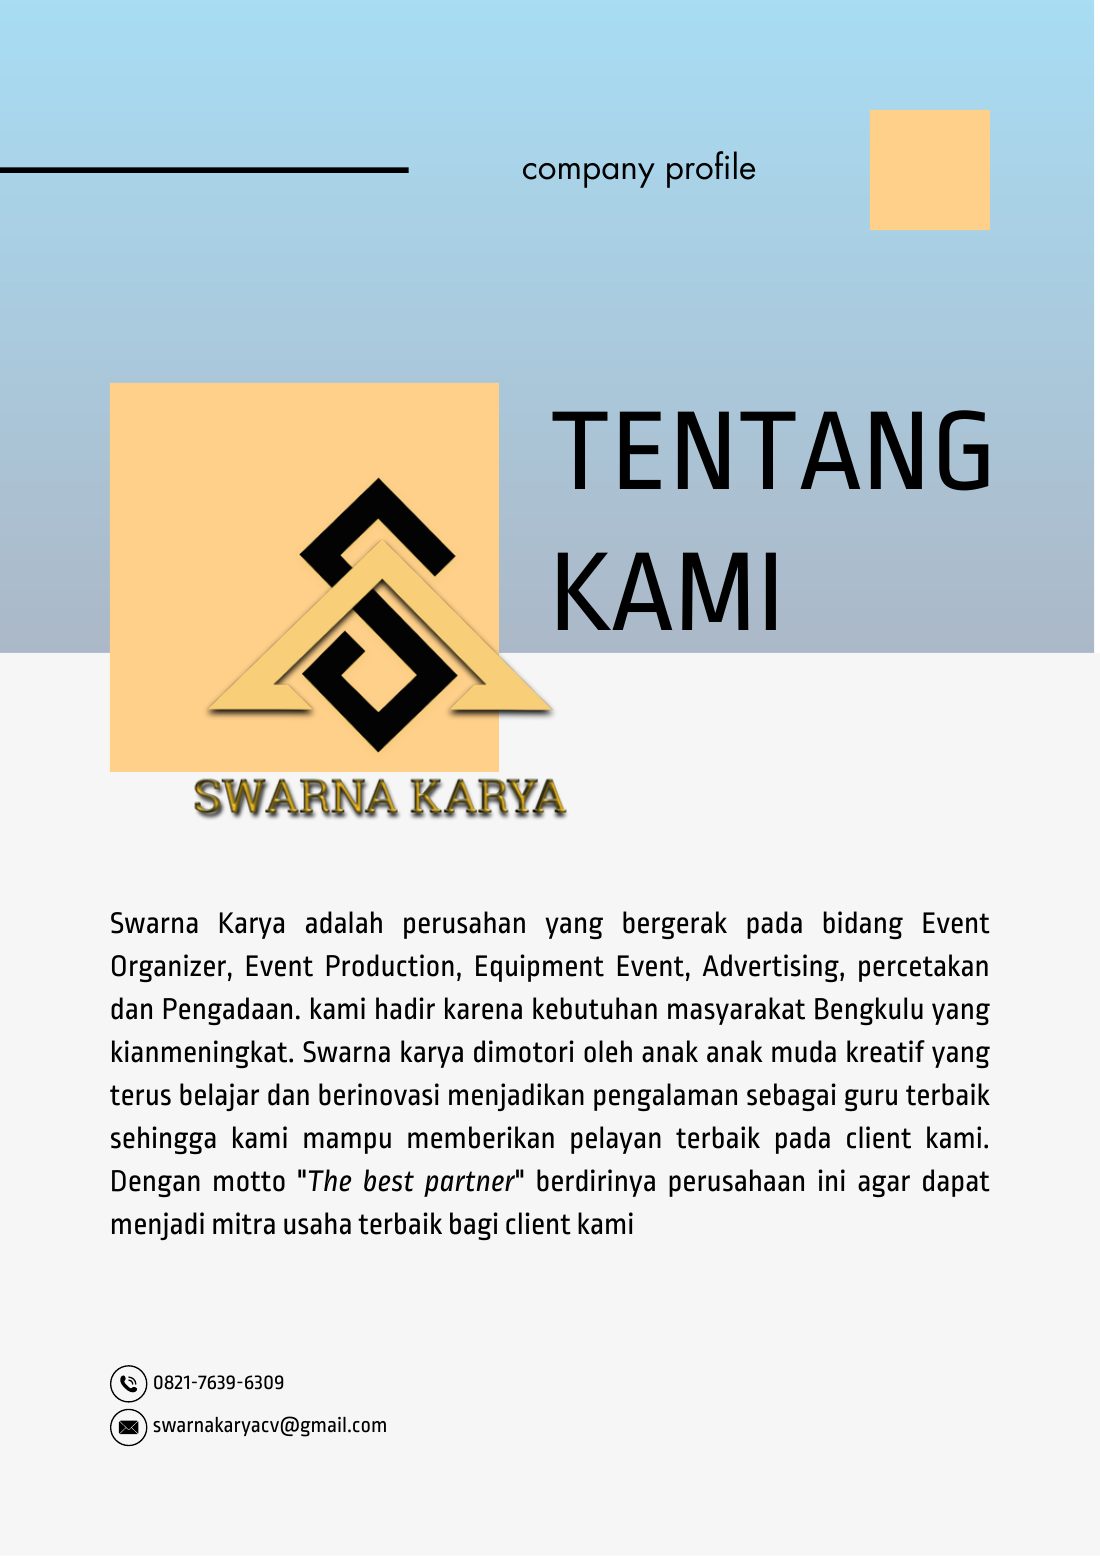 company profile
TENTANG
KAMI
SWARNA KARYA
Swarna Karya adalah perusahan yang bergerak pada bidang Event
Organizer, Event Production, Equipment Event, Advertising, percetakan
dan Pengadaan. kami hadir karena kebutuhan masyarakat Bengkulu yang
kianmeningkat. Swarna karya dimotori oleh anak anak muda kreatif yang
terus belajar dan berinovasi menjadikan pengalaman sebagai guru terbaik
sehingga kami mampu memberikan pelayan terbaik pada client kami.
Dengan motto "The best partner" berdirinya perusahaan ini agar dapat
menjadi mitra usaha terbaik bagi client kami
0821-7639-6309
swarnakaryacv@gmail.com